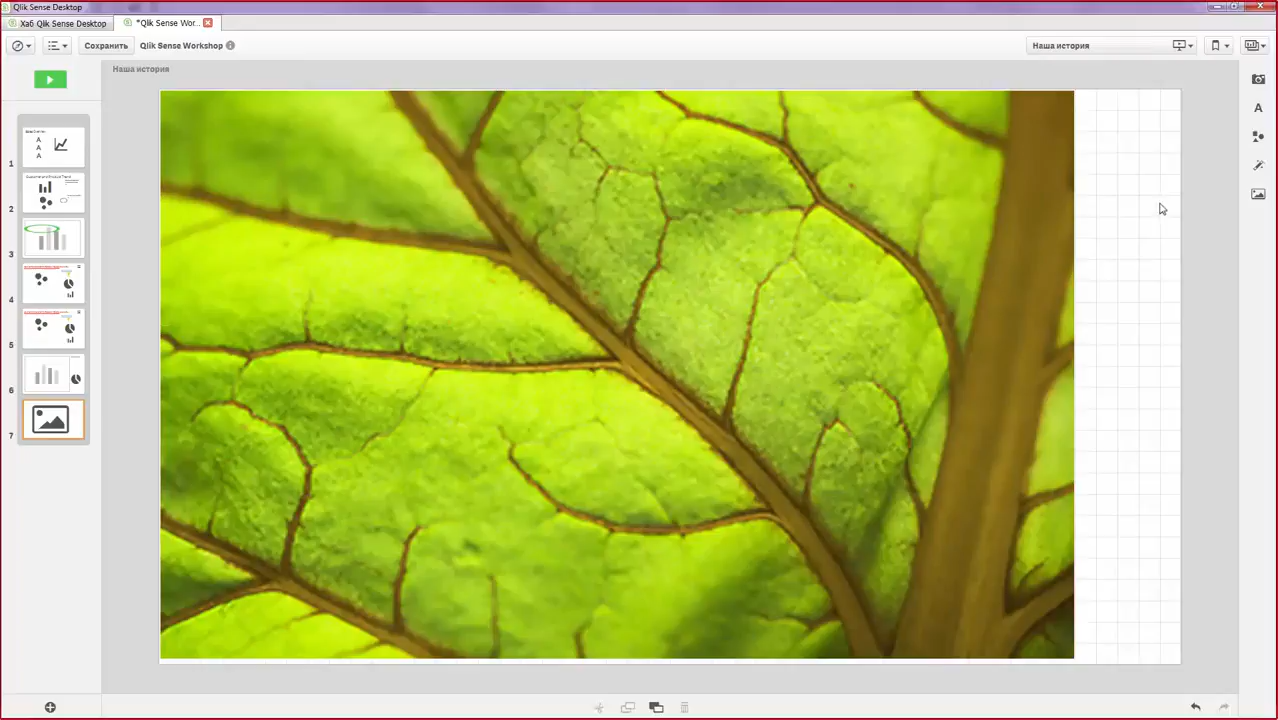 Qlik Sense Desktop
Хаб Qlik Sense Desktop
*Qlik Sense Wor...
Сохранить
Qlik Sense Workshop
Наша история
Наша история
1
2
3
4
5
6
7
A
A
A
A